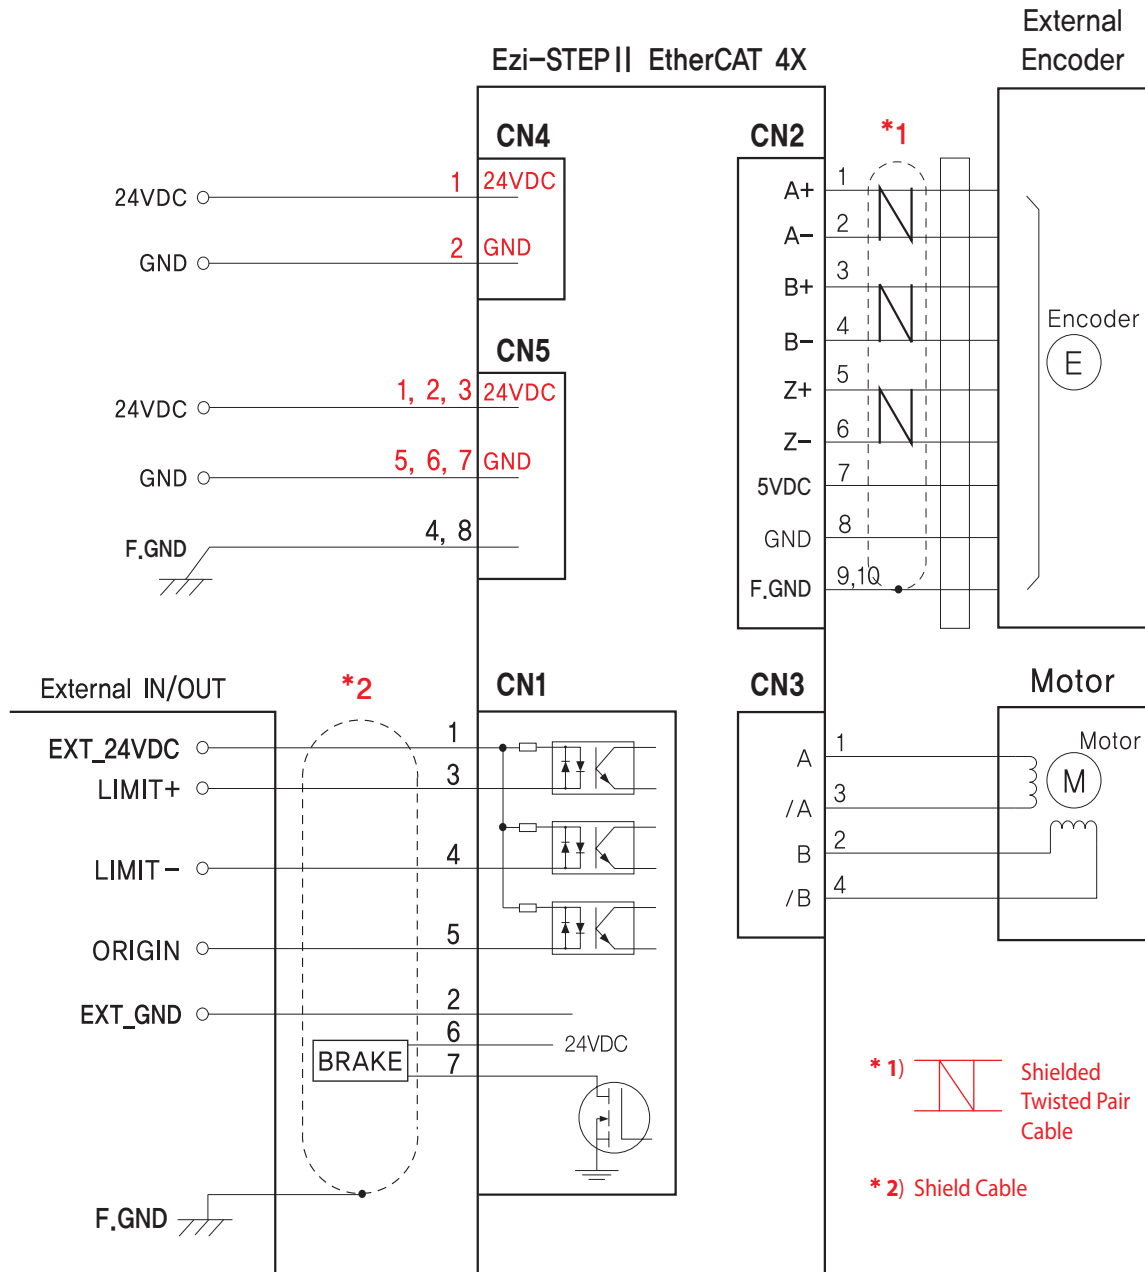 External
Encoder
Ezi-STEP II EtherCAT 4X
CN4
24VDC
1
24VDC
GND
2
GND
CN5
24VDC
1, 2, 3
24VDC
GND
5, 6, 7
GND
F.GND
4, 8
CN2
*1
A+
1
A-
2
B+
3
B-
4
Z+
5
Z-
6
5VDC
7
GND
8
F.GND
9,10
Encoder
E
External IN/OUT
*2
CN1
EXT_24VDC
1
LIMIT+
3
LIMIT-
4
ORIGIN
5
EXT_GND
2
BRAKE
6
24VDC
7
F.GND
CN3
Motor
A
1
/A
3
B
2
/B
4
Motor
M
* 1)
Shielded
Twisted Pair
Cable
* 2) Shield Cable